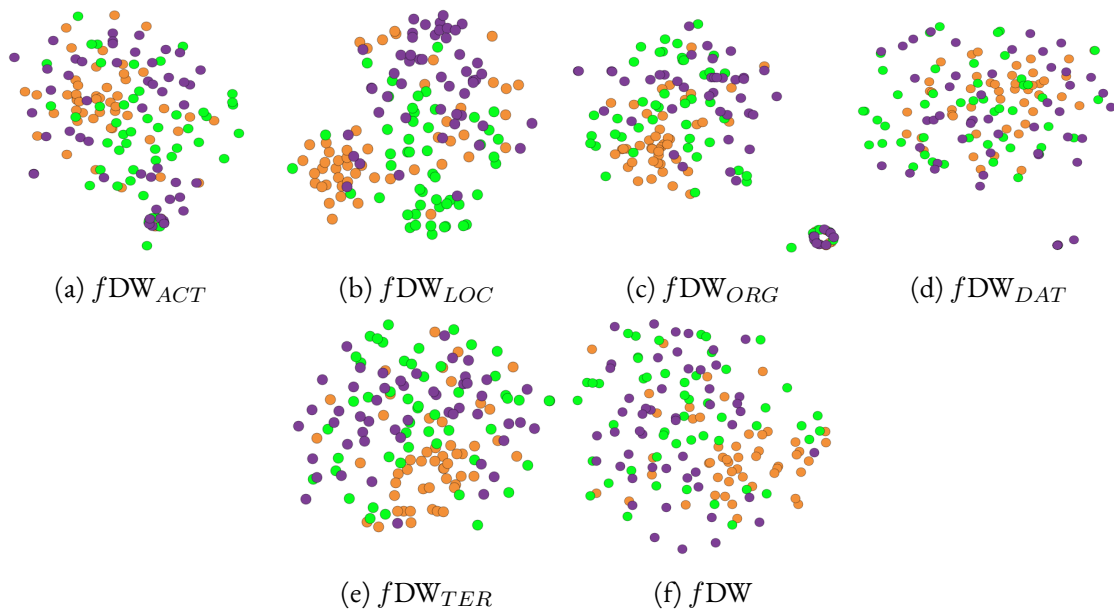 (a) fDW_ACT
(b) fDW_LOC
(c) fDW_ORG
(d) fDW_DAT
(e) fDW_TER
(f) fDW